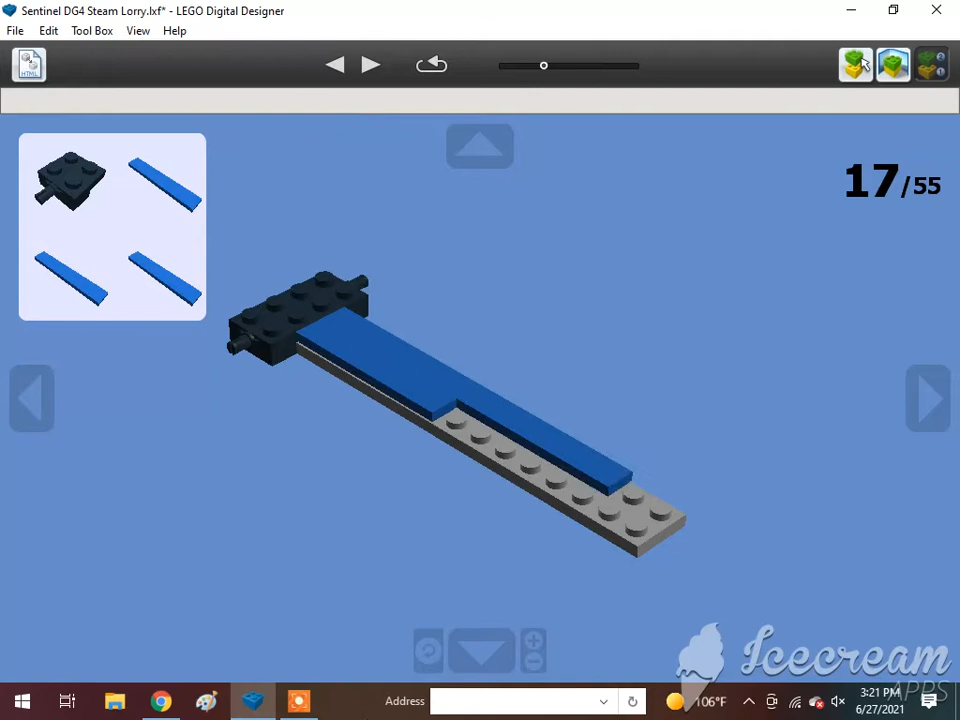 Sentinel DG4 Steam Lorry.lxf* - LEGO Digital Designer
File Edit Tool Box View Help
HTML
17/55
Icecream
APPS
Address
106°F
3:21 PM
6/27/2021